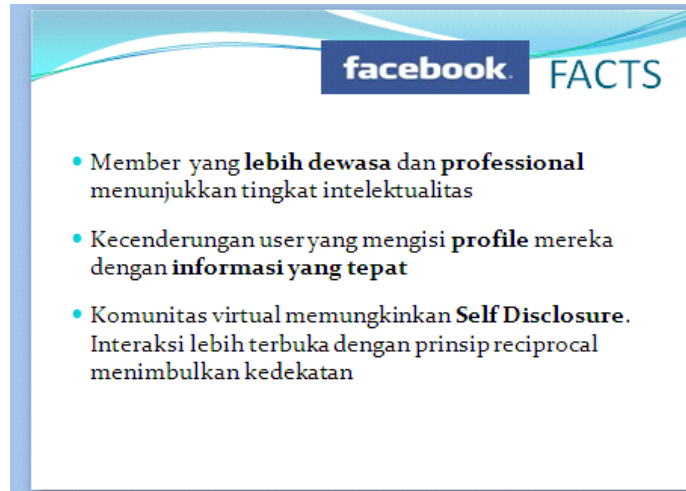 facebook. FACTS
Member yang lebih dewasa dan professional
menunjukkan tingkat intelektualitas
Kecenderungan user yang mengisi profile mereka
dengan informasi yang tepat
Komunitas virtual memungkinkan Self Disclosure.
Interaksi lebih terbuka dengan prinsip reciprocal
menimbulkan kedekatan